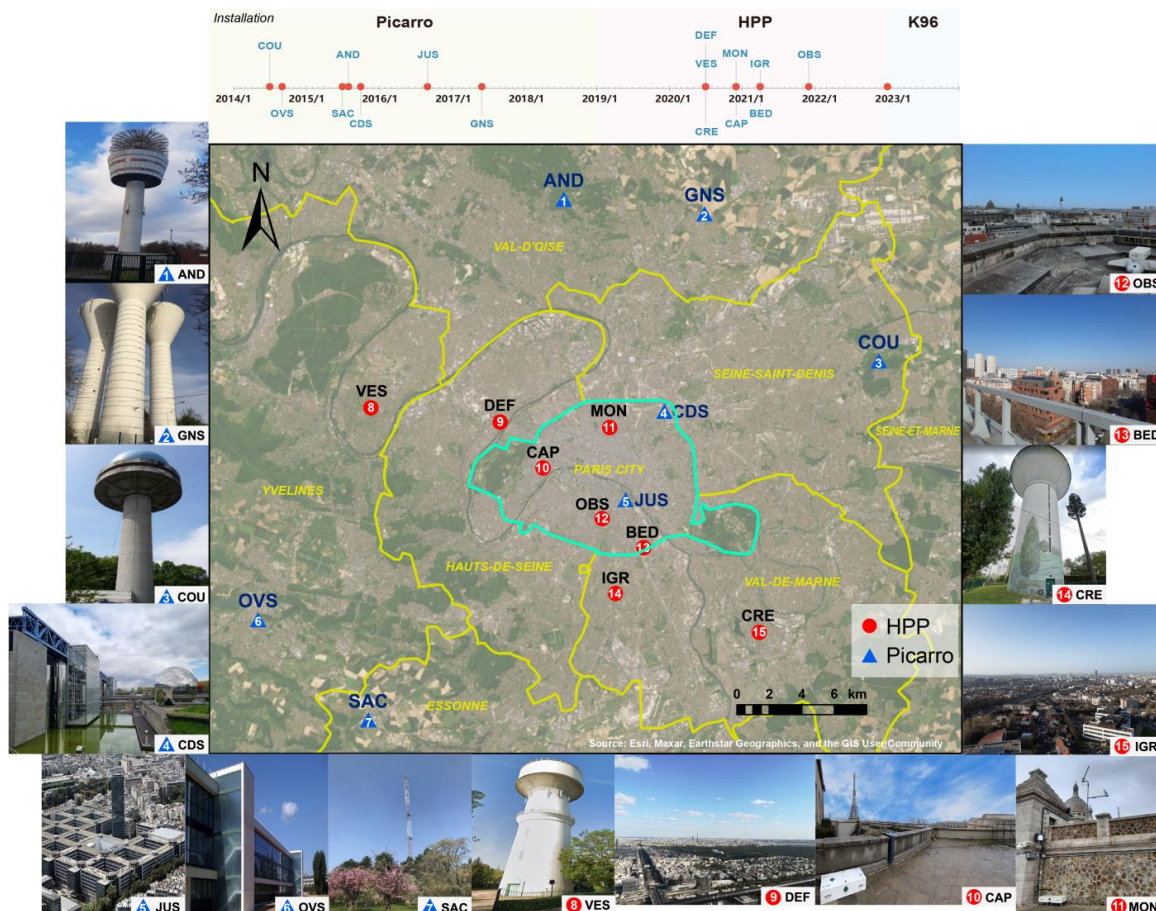 Installation
Picarro
HPP
K96
DEF
COU
AND
JUS
VES
MON
IGR
OBS
2014/1 2015/1 2016/1 2017/1 2018/1 2019/1 2020/1 2021/1 2022/1 2023/1
OVS
SAC
CDS
GNS
CRE
CAP
BED
N
AND
1
GNS
2
VAL-D'OISE
COU
3
SEINE-SAINT-DENIS
VES
8
DEF
9
MON
11
4 CDS
SEINE-ET-MARNE
CAP
10
PARIS CITY
YVELINES
5 JUS
OBS
12
BED
13
HAUTS-DE-SEINE
IGR
14
VAL-DE-MARNE
OVS
6
CRE
15
SAC
7
ESSONNE
HPP
Picarro
0 2 4 6 km
Source: Esri, Maxar, Earthstar Geographics, and the GIS User Community
1 AND
2 GNS
3 COU
4 CDS
5 JUS
6 OVS
7 SAC
8 VES
9 DEF
10 CAP
11 MON
12 OBS
13 BED
14 CRE
15 IGR